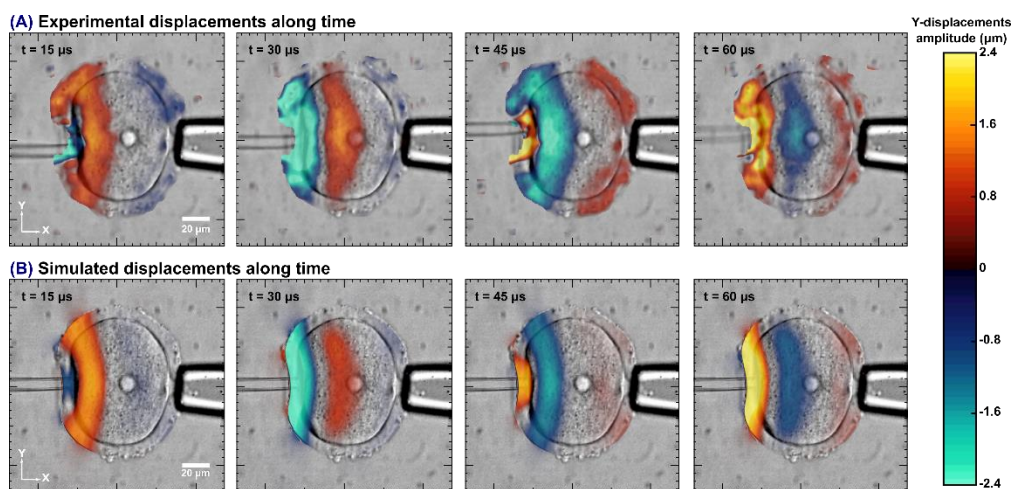 (A) Experimental displacements along time
Y-displacements
amplitude (µm)
t = 15 µs
t = 30 µs
t = 45 µs
t = 60 µs
2.4
1.6
0.8
0
-0.8
-1.6
-2.4
Y
X
20 µm
(B) Simulated displacements along time
t = 15 µs
t = 30 µs
t = 45 µs
t = 60 µs
Y
X
20 µm